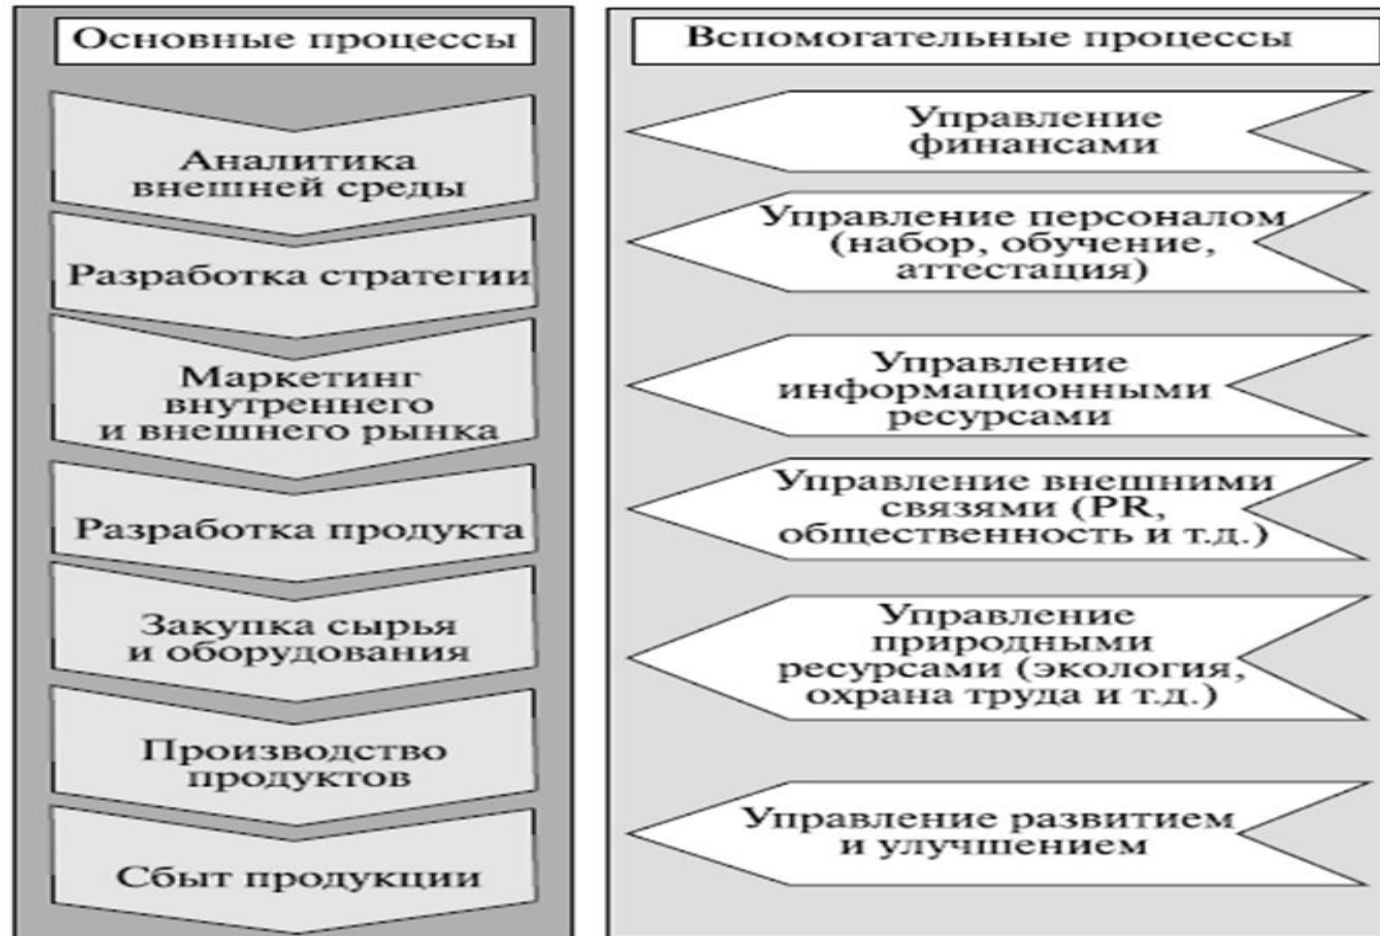 Основные процессы
Аналитика
внешней среды
Разработка стратегии
Маркетинг
внутреннего
и внешнего рынка
Разработка продукта
Закупка сырья
и оборудования
Производство
продуктов
Сбыт продукции
Вспомогательные процессы
Управление
финансами
Управление персоналом
(набор, обучение,
аттестация)
Управление
информационными
ресурсами
Управление внешними
связями (PR,
общественность и т.д.)
Управление
природными
ресурсами (экология,
охрана труда и т.д.)
Управление развитием
и улучшением